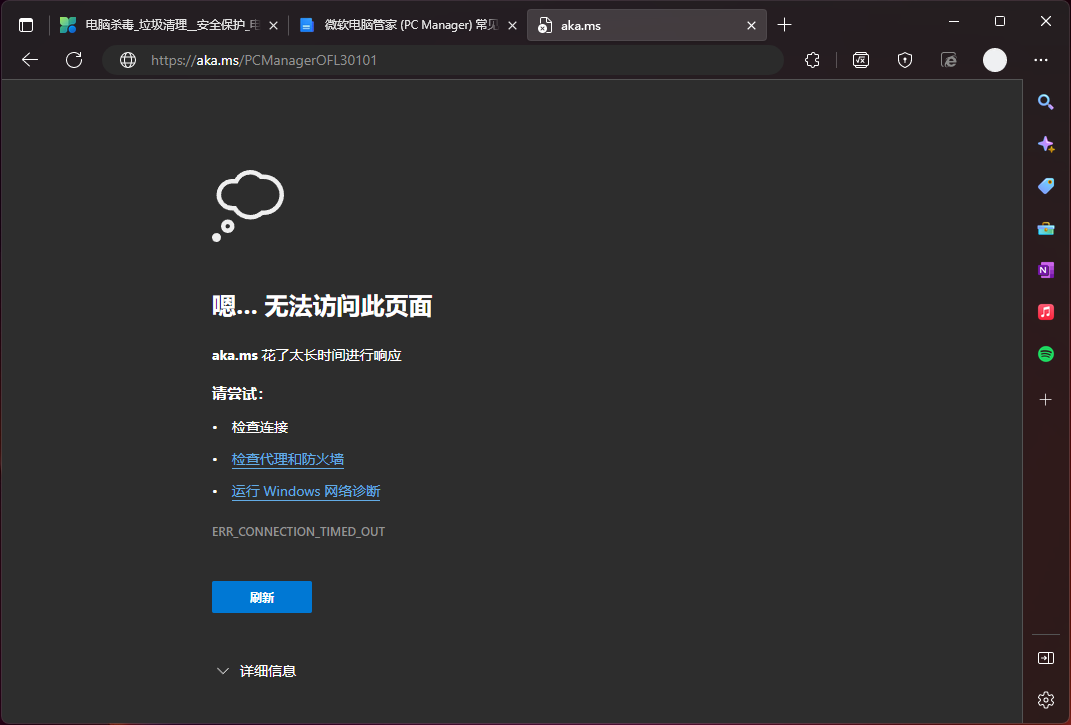 电脑杀毒_垃圾清理__安全保护_电
微软电脑管家 (PC Manager) 常见
aka.ms
https://aka.ms/PCManagerOFL30101
嗯... 无法访问此页面
aka.ms 花了太长时间进行响应
请尝试:
• 检查连接
• 检查代理和防火墙
• 运行 Windows 网络诊断
ERR_CONNECTION_TIMED_OUT
刷新
详细信息